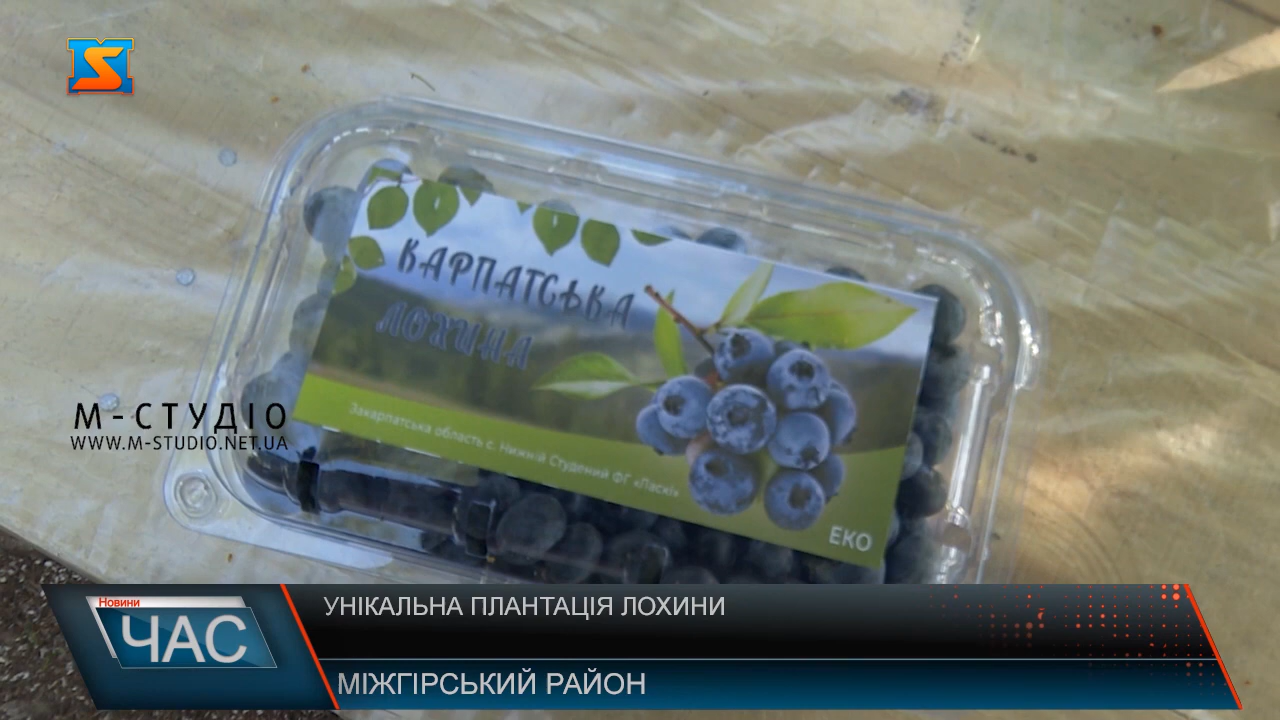 КАРПАТСЬКА
ЛОХИНА
Закарпатська область с. Нижній Студений ФГ «Ласкі»
ЕКО
М-СТУДІО
WWW.M-STUDIO.NET.UA
Новини
ЧАС
УНІКАЛЬНА ПЛАНТАЦІЯ ЛОХИНИ
МІЖГІРСЬКИЙ РАЙОН